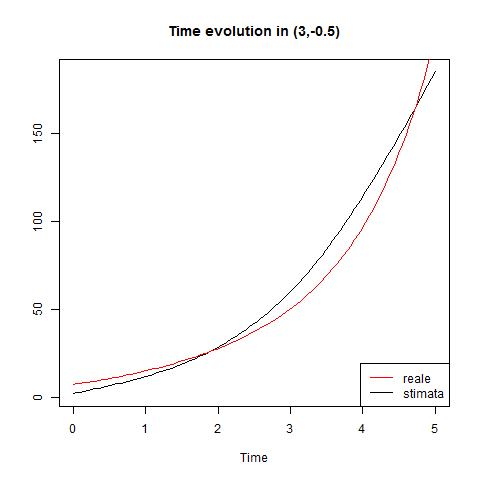 Time evolution in (3,-0.5)
150
100
50
0
0 1 2 3 4 5
Time
reale
stimata